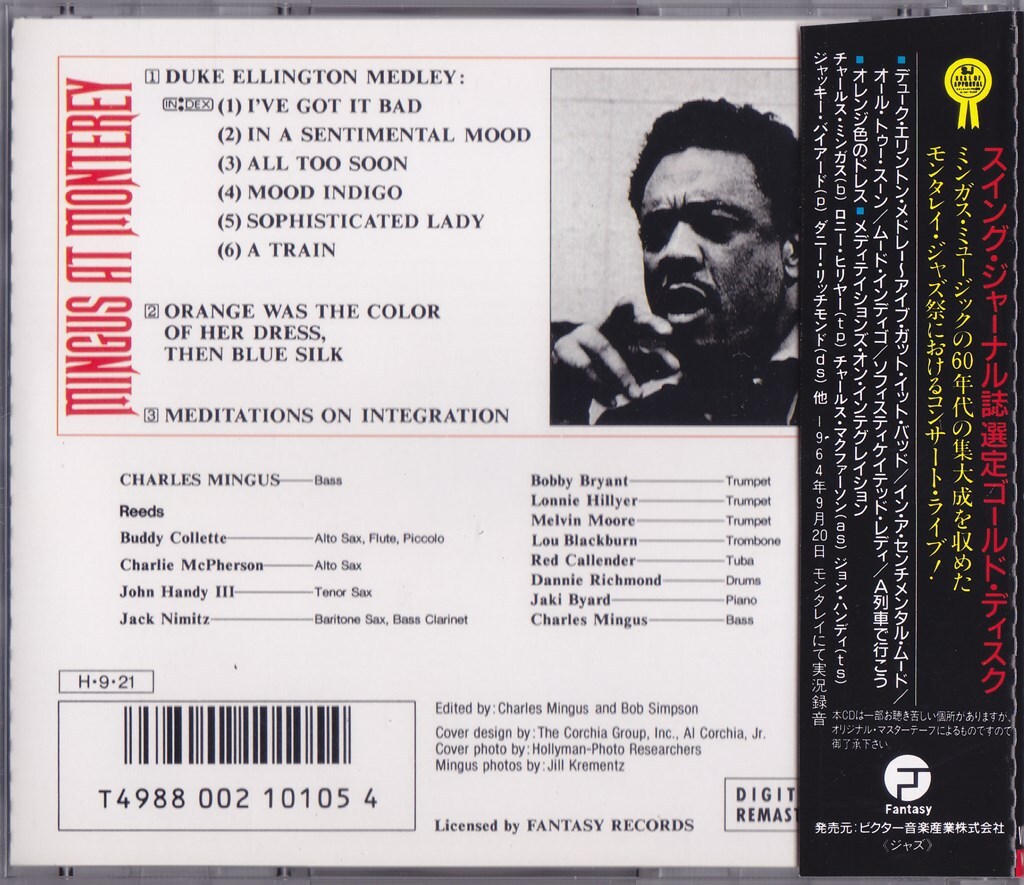 MINGUS AT MONTEREY
1 DUKE ELLINGTON MEDLEY:
IN:DEX (1) I'VE GOT IT BAD
(2) IN A SENTIMENTAL MOOD
(3) ALL TOO SOON
(4) MOOD INDIGO
(5) SOPHISTICATED LADY
(6) A TRAIN
2 ORANGE WAS THE COLOR
OF HER DRESS,
THEN BLUE SILK
3 MEDITATIONS ON INTEGRATION
CHARLES MINGUS—Bass
Reeds
Buddy Collette—Alto Sax, Flute, Piccolo
Charlie McPherson—Alto Sax
John Handy III—Tenor Sax
Jack Nimitz—Baritone Sax, Bass Clarinet
Bobby Bryant—Trumpet
Lonnie Hillyer—Trumpet
Melvin Moore—Trumpet
Lou Blackburn—Trombone
Red Callender—Tuba
Dannie Richmond—Drums
Jaki Byard—Piano
Charles Mingus—Bass
H・9・21
T4988 002 10105 4
Edited by: Charles Mingus and Bob Simpson
Cover design by: The Corchia Group, Inc., Al Corchia, Jr.
Cover photo by: Hollyman-Photo Researchers
Mingus photos by: Jill Krementz
Licensed by FANTASY RECORDS
DIGIT
REMAST
SJ
SEAL OF
APPROVAL
スイング・ジャーナル誌選定ゴールド・ディスク
ミンガス・ミュージックの60年代の集大成を収めた
モンタレイ・ジャズ祭におけるコンサート・ライブ!
■デューク・エリントン・メドレー〜アイブ・ガット・イット・バッド/イン・ア・センチメンタル・ムード/
オール・トゥー・スーン/ムード・インディゴ/ソフィスティケイテッド・レディ/A列車で行こう
■オレンジ色のドレス■メディテイションズ・オン・インテグレイション
チャールス・ミンガス(b) ロニー・ヒリヤー(tp) チャールス・マクファーソン(as) ジョン・ハンディ(ts)
ジャッキー・バイアード(p) ダニー・リッチモンド(ds) 他 —1964年9月20日 モンタレイにて実況録音
本CDは一部お聴き苦しい個所がありますが、
オリジナル・マスターテープによるものですので
御了承下さい。
Fantasy
発売元:ビクター音楽産業株式会社
《ジャズ》